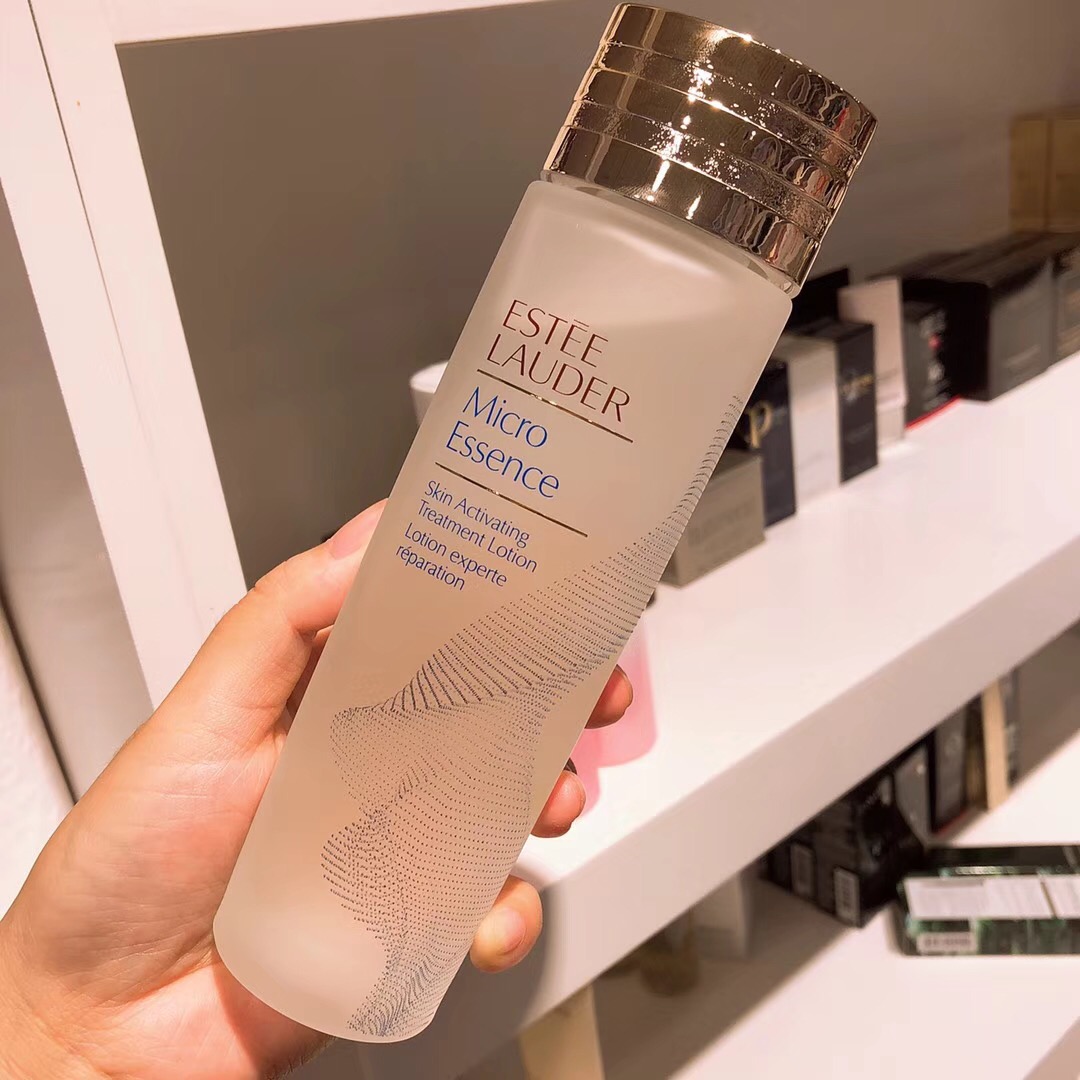 ESTĒE
LAUDER
Micro
Essence
Skin Activating
Treatment Lotion
Lotion experte
réparation